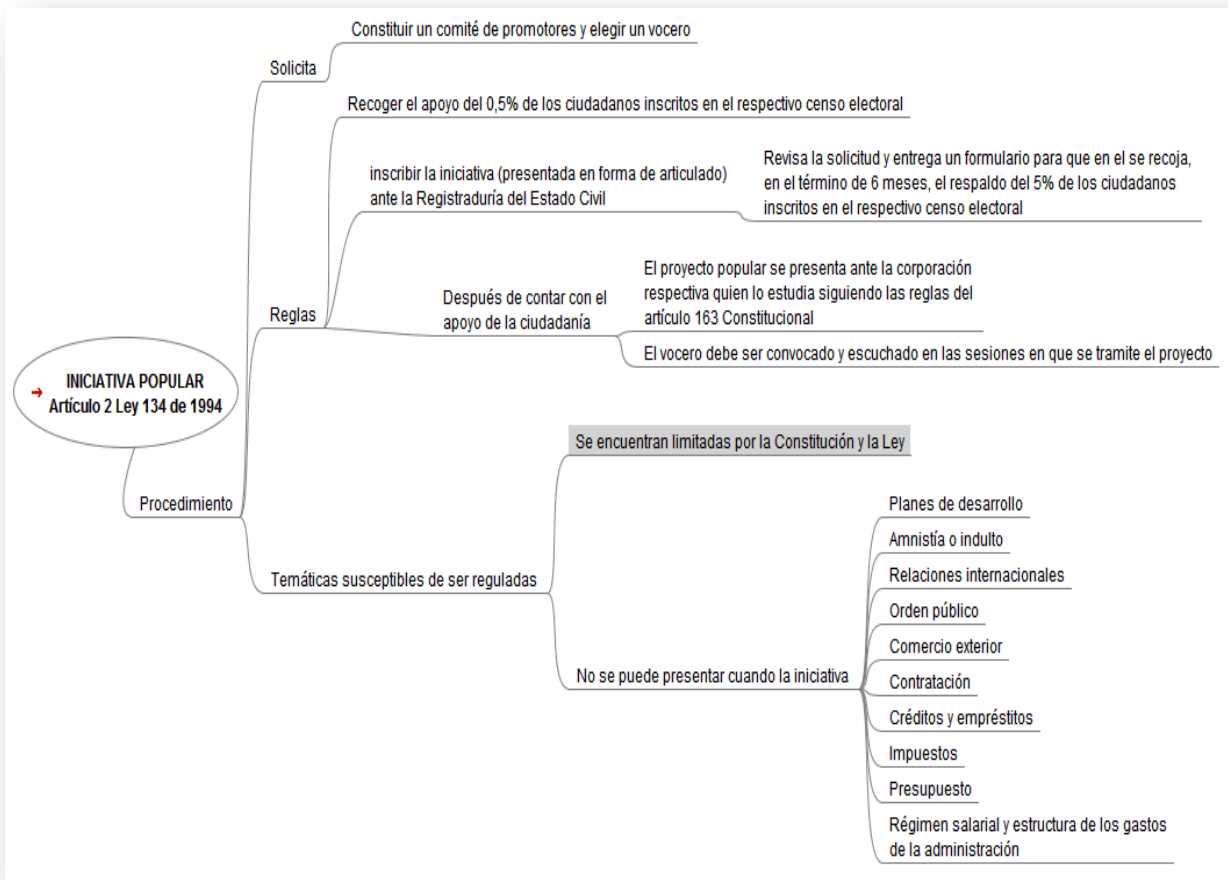 INICIATIVA POPULAR
Artículo 2 Ley 134 de 1994
Procedimiento
Solicita
Constituir un comité de promotores y elegir un vocero
Reglas
Recoger el apoyo del 0,5% de los ciudadanos inscritos en el respectivo censo electoral
inscribir la iniciativa (presentada en forma de articulado)
ante la Registraduría del Estado Civil
Revisa la solicitud y entrega un formulario para que en el se recoja,
en el término de 6 meses, el respaldo del 5% de los ciudadanos
inscritos en el respectivo censo electoral
Después de contar con el
apoyo de la ciudadanía
El proyecto popular se presenta ante la corporación
respectiva quien lo estudia siguiendo las reglas del
artículo 163 Constitucional
El vocero debe ser convocado y escuchado en las sesiones en que se tramite el proyecto
Temáticas susceptibles de ser reguladas
Se encuentran limitadas por la Constitución y la Ley
No se puede presentar cuando la iniciativa
Planes de desarrollo
Amnistía o indulto
Relaciones internacionales
Orden público
Comercio exterior
Contratación
Créditos y empréstitos
Impuestos
Presupuesto
Régimen salarial y estructura de los gastos
de la administración